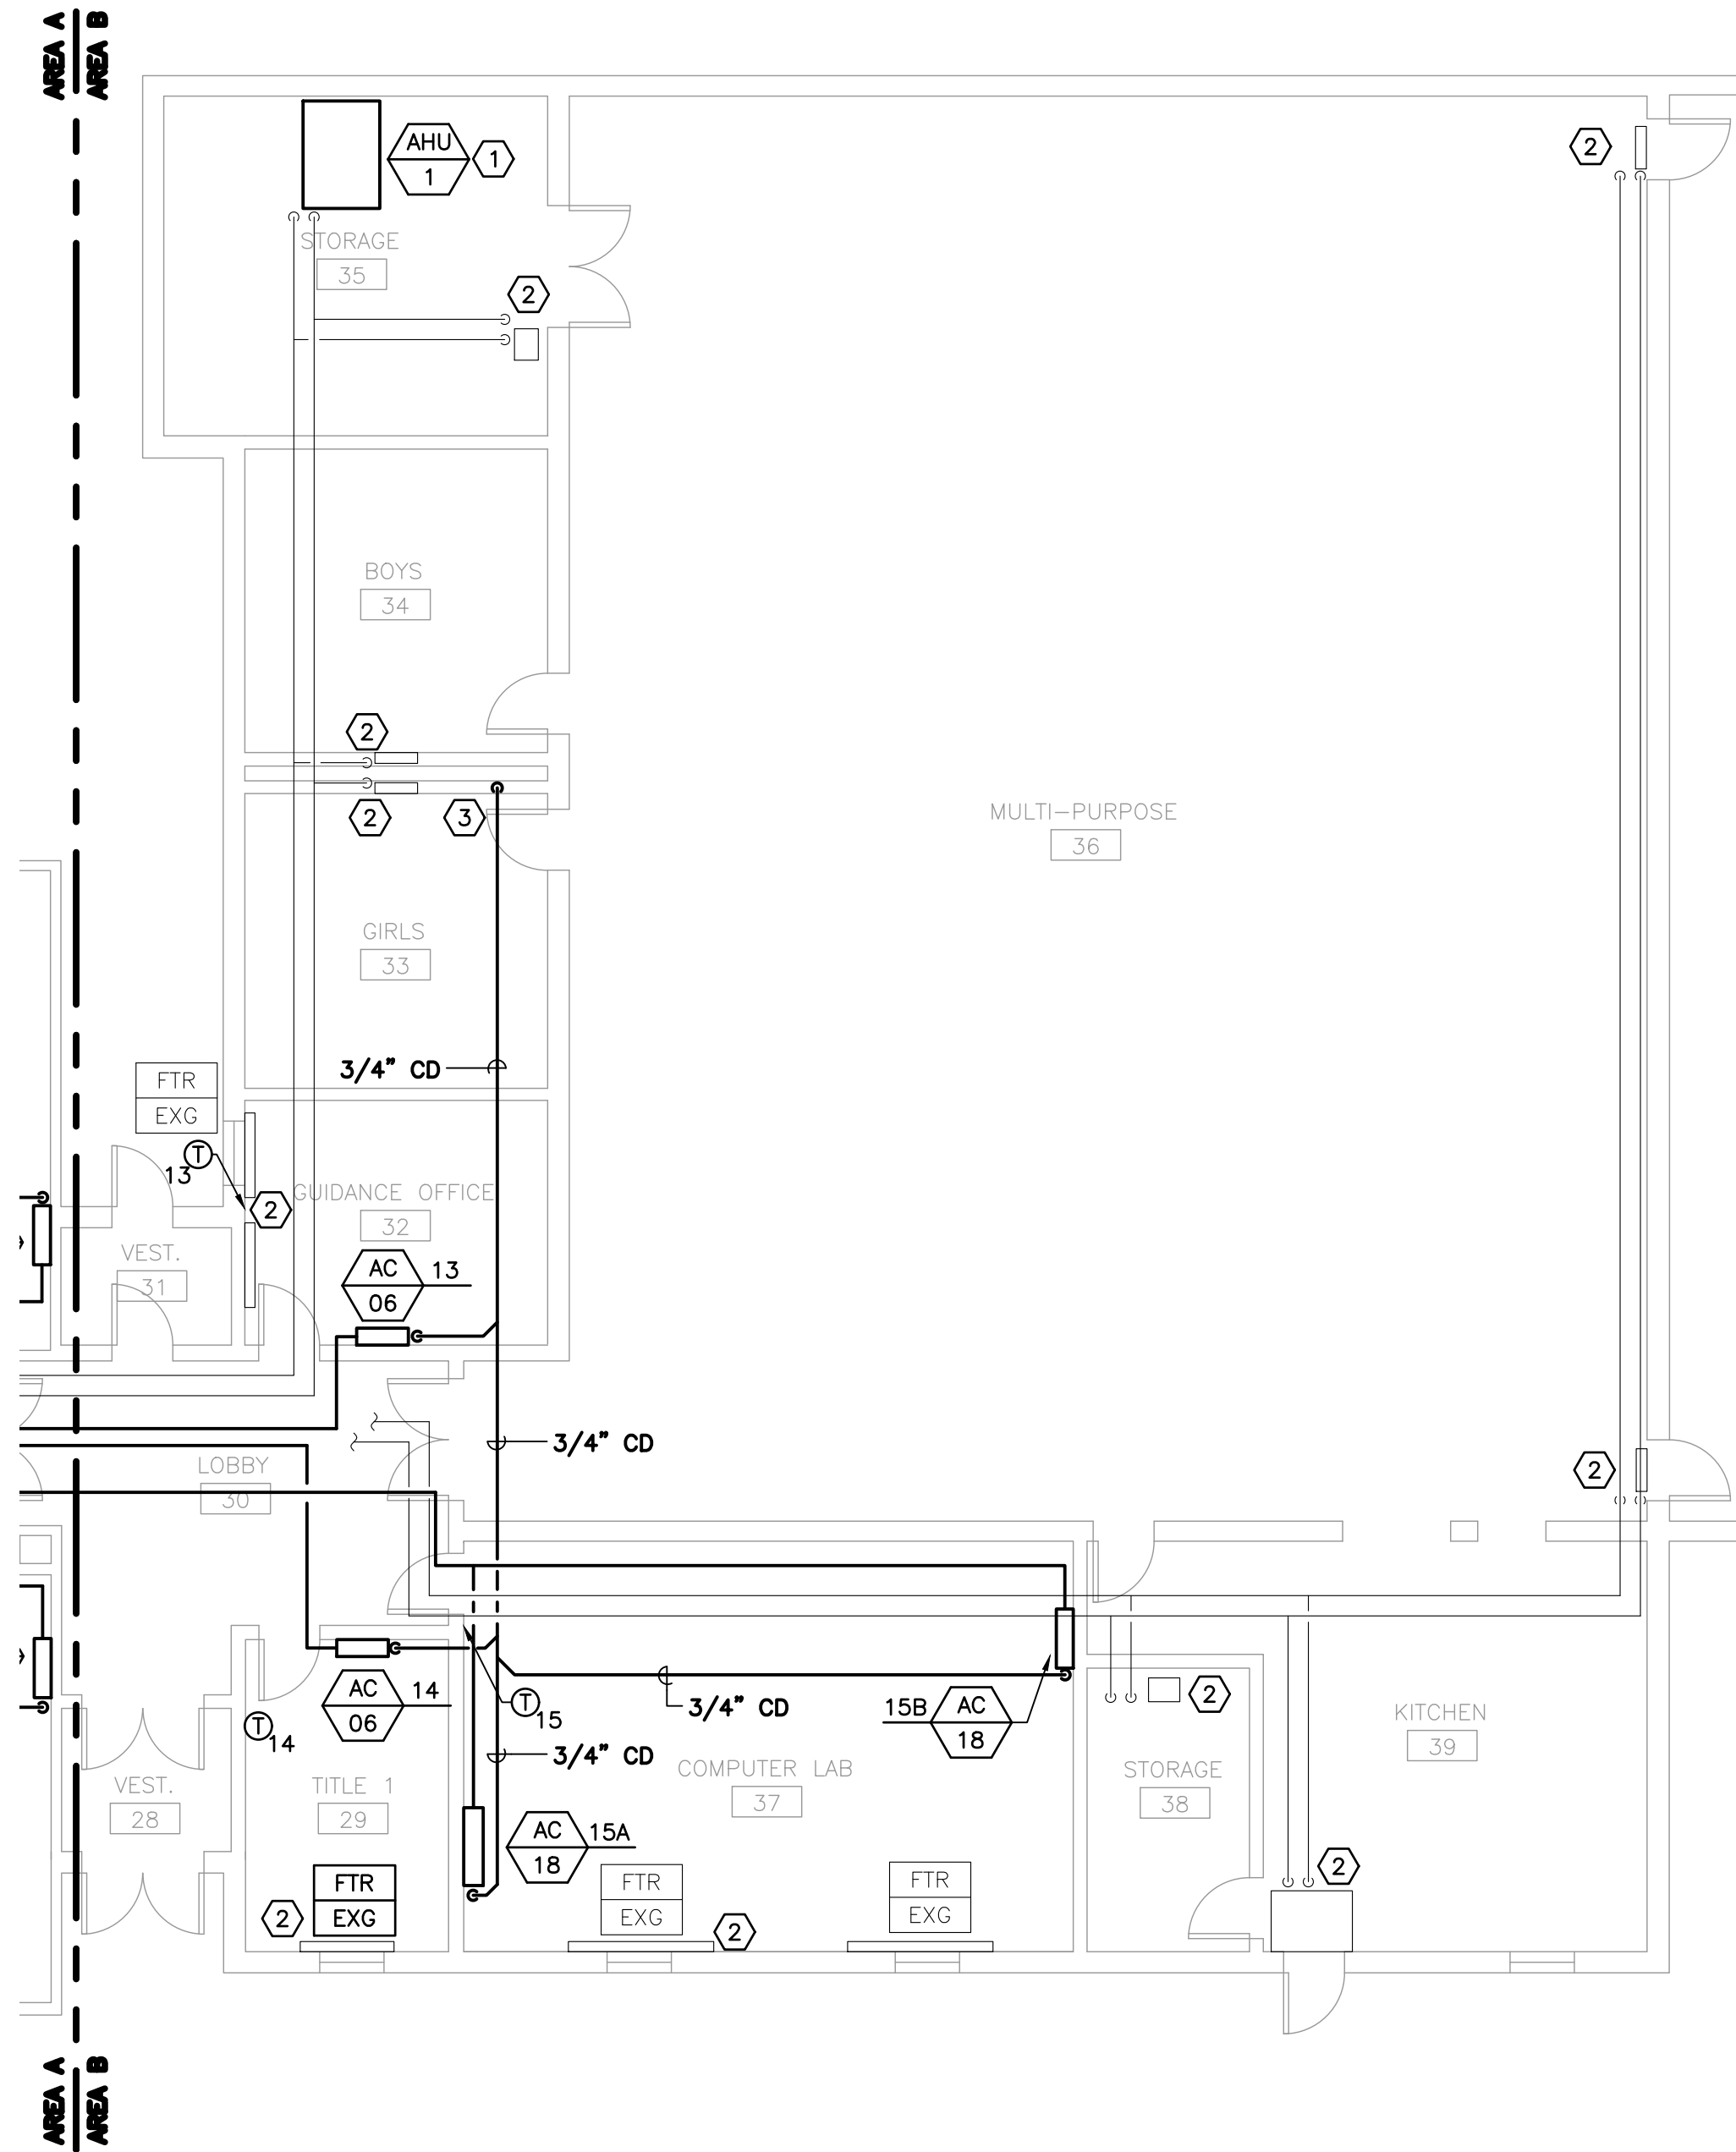 AREA A
AREA B
AHU
1
1
2
STORAGE
35
2
BOYS
34
2
2
3
MULTI-PURPOSE
36
GIRLS
33
3/4" CD
FTR
EXG
T
13
2
GUIDANCE OFFICE
32
VEST.
31
AC
06
13
3/4" CD
LOBBY
30
2
AC
06
14
T
14
T
15
3/4" CD
15B
AC
18
2
KITCHEN
39
3/4" CD
COMPUTER LAB
37
STORAGE
38
VEST.
28
TITLE 1
29
AC
18
15A
FTR
EXG
2
FTR
EXG
2
FTR
EXG
2
AREA A
AREA B